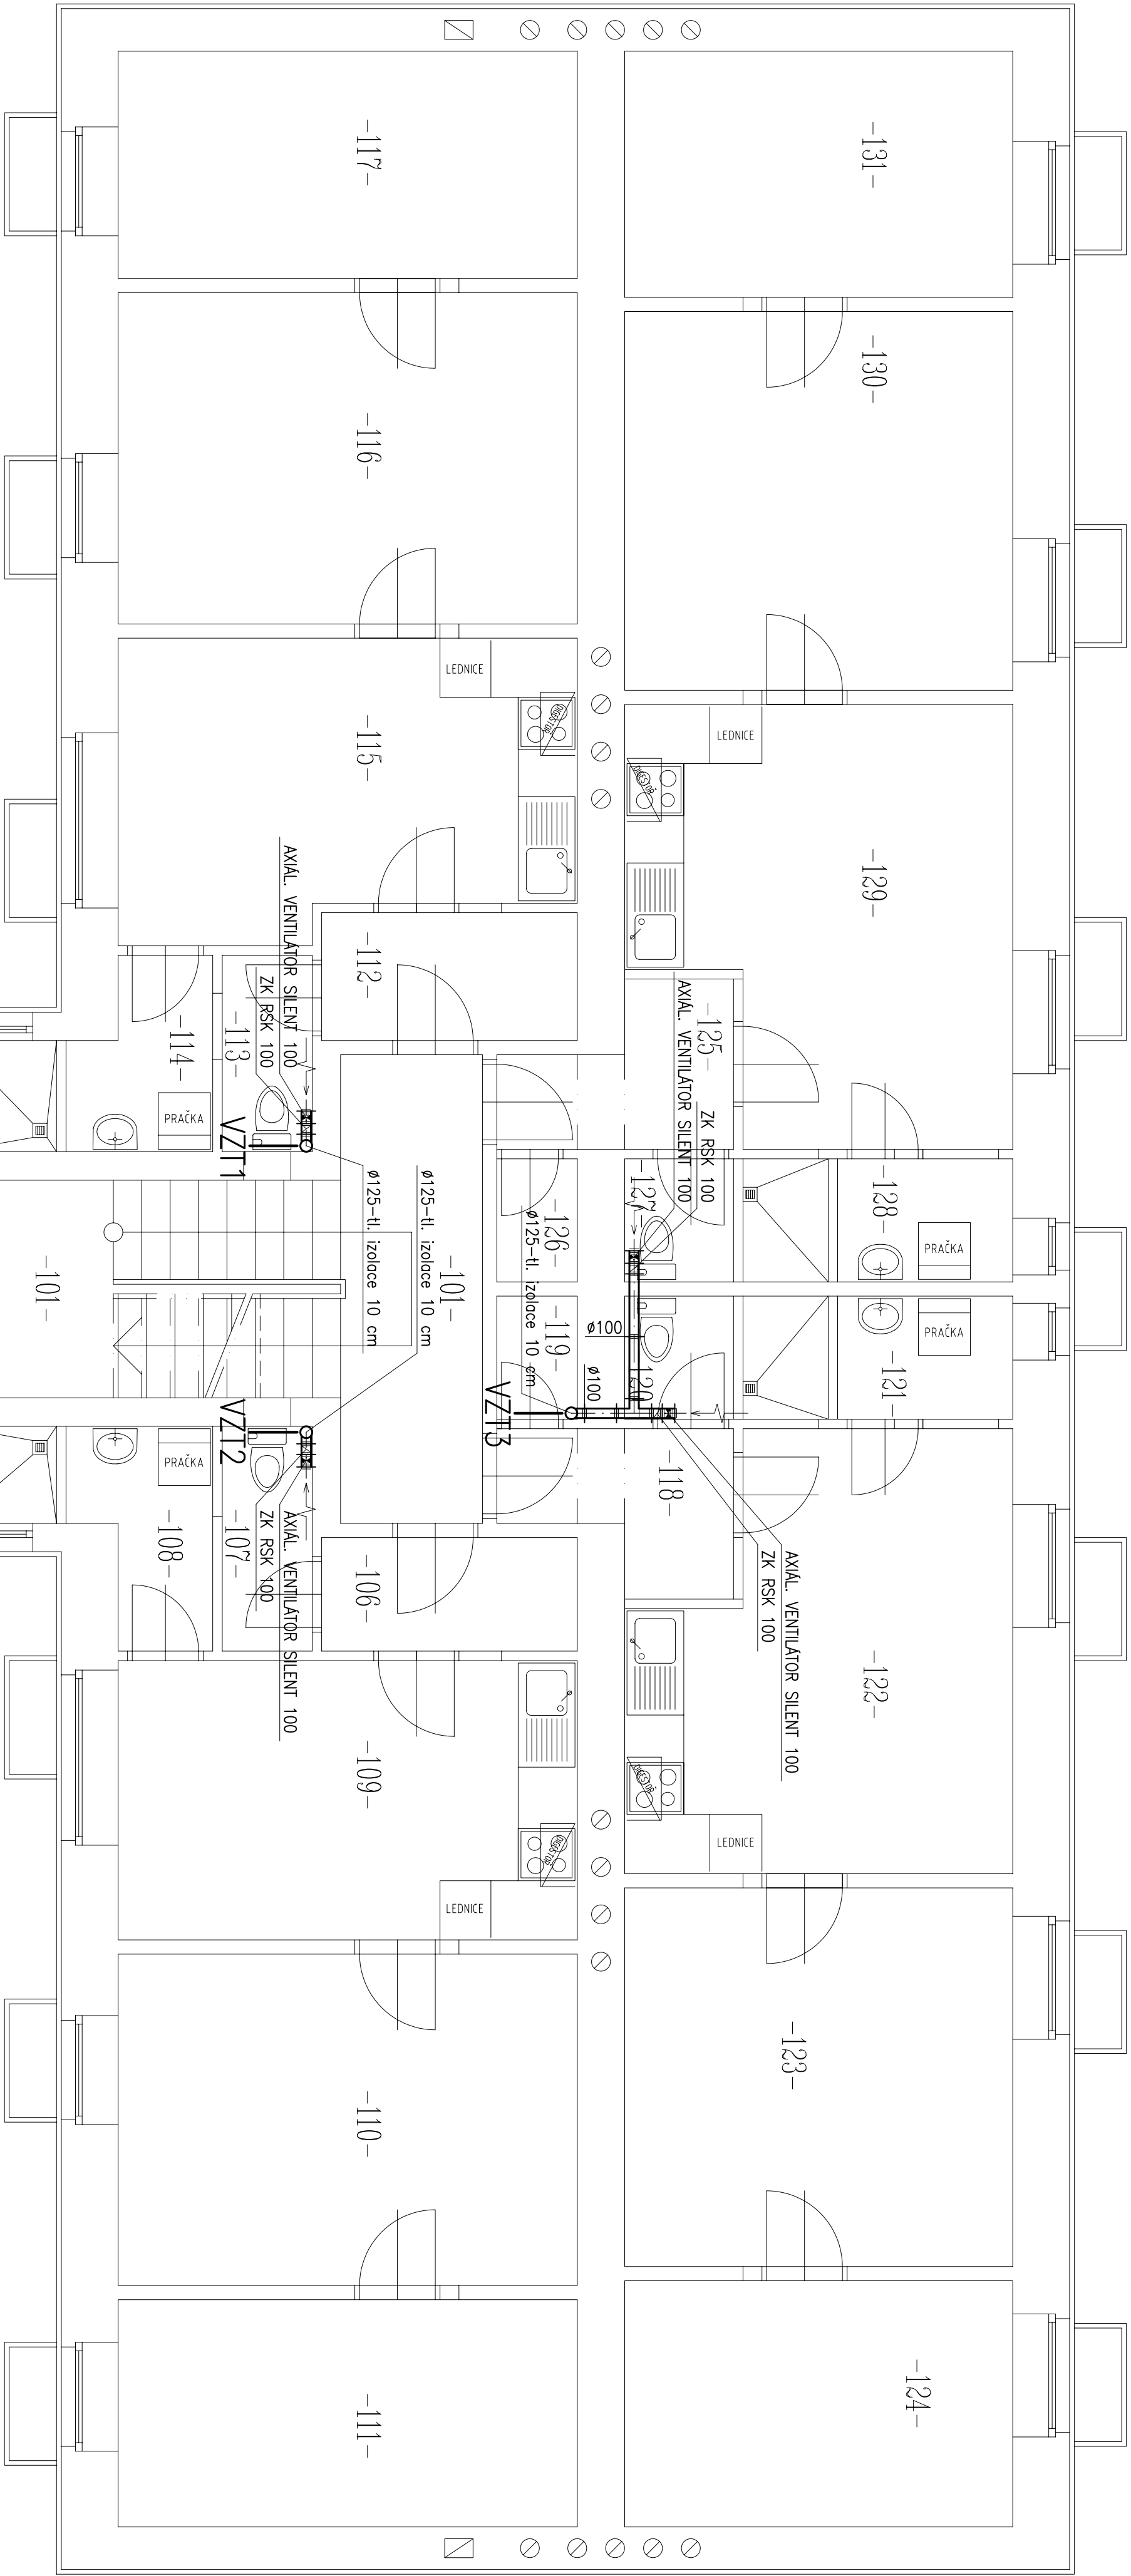 -117-
-131-
-116-
-130-
LEDNICE
DIGESTOŘ
-115-
LEDNICE
DIGESTOŘ
-129-
AXIÁL. VENTILÁTOR SILENT 100
ZK RSK 100
-112-
-113-
-114-
PRAČKA
VZT1
Ø125-tl. izolace 10 cm
Ø125-tl. izolace 10 cm
-101-
-101-
-125-
ZK RSK 100
AXIÁL. VENTILÁTOR SILENT 100
-127-
-126-
Ø125-tl. izolace 10 cm
-128-
PRAČKA
PRAČKA
-121-
-119-
Ø100
Ø100
-120-
VZT3
-118-
AXIÁL. VENTILÁTOR SILENT 100
ZK RSK 100
VZT2
PRAČKA
-108-
-107-
AXIÁL. VENTILÁTOR SILENT 100
ZK RSK 100
-106-
-109-
DIGESTOŘ
LEDNICE
-122-
DIGESTOŘ
LEDNICE
-110-
-123-
-111-
-124-